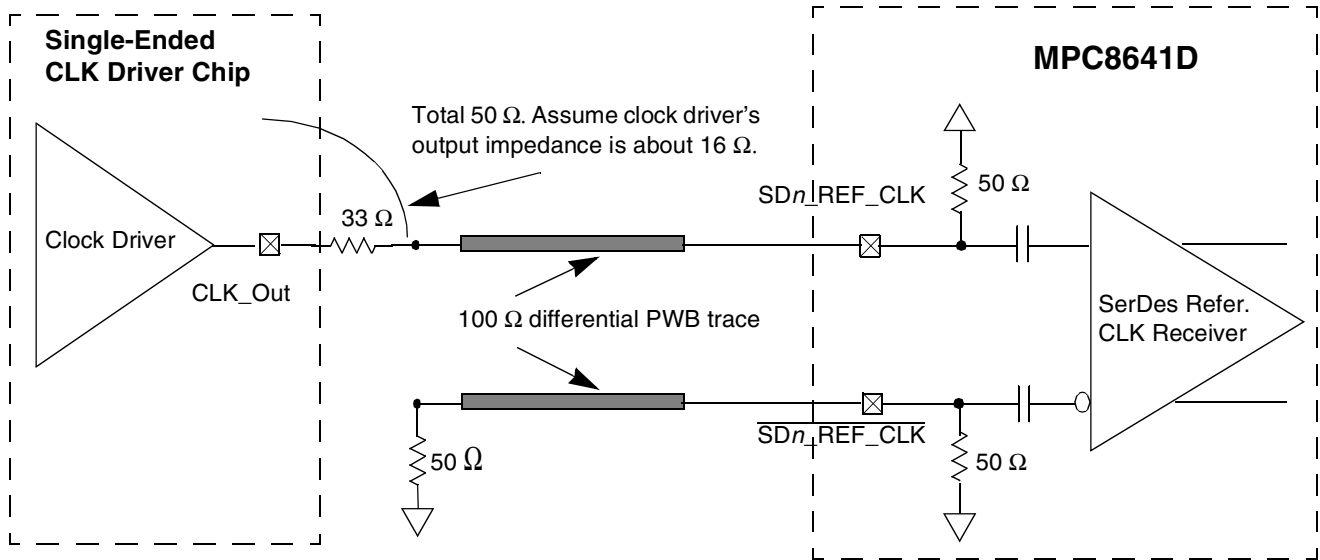 Single-Ended
CLK Driver Chip
MPC8641D
Total 50 Ω. Assume clock driver's
output impedance is about 16 Ω.
SDn_REF_CLK
50 Ω
33 Ω
Clock Driver
CLK_Out
SerDes Refer.
CLK Receiver
100 Ω differential PWB trace
SDn_REF_CLK
50 Ω
50 Ω